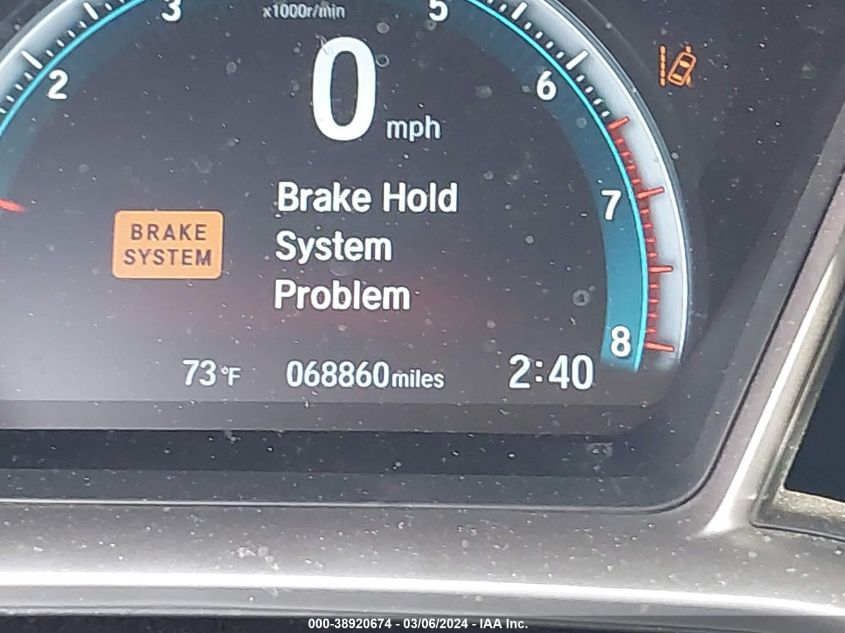 3
x1000r/min
5
2
0 mph
6
Brake Hold
System
Problem
BRAKE
SYSTEM
7
8
73°F
068860 miles
2:40
000-38920674 - 03/06/2024 - IAA Inc.